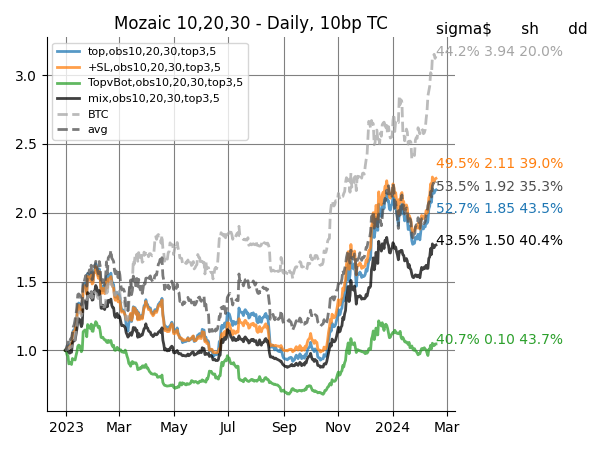 Mozaic 10,20,30 - Daily, 10bp TC
sigma$ sh dd
top,obs10,20,30,top3,5
+SL,obs10,20,30,top3,5
TopvBot,obs10,20,30,top3,5
mix,obs10,20,30,top3,5
BTC
avg
44.2% 3.94 20.0%
49.5% 2.11 39.0%
53.5% 1.92 35.3%
52.7% 1.85 43.5%
43.5% 1.50 40.4%
40.7% 0.10 43.7%
3.0
2.5
2.0
1.5
1.0
2023 Mar May Jul Sep Nov 2024 Mar